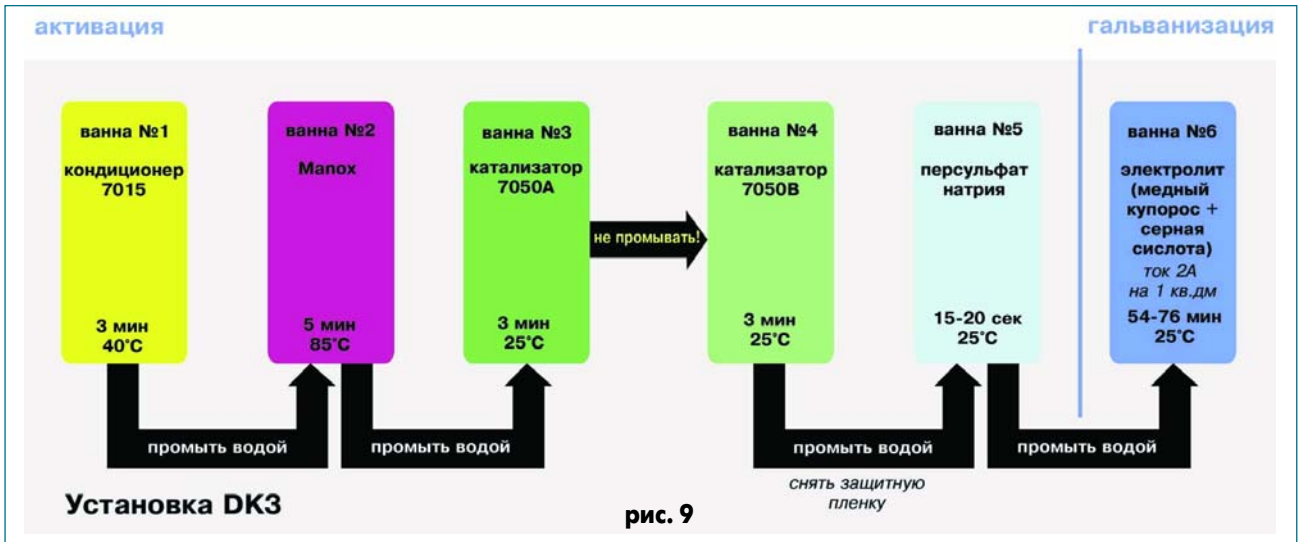 активация
гальванизация
ванна №1
кондиционер
7015
3 мин
40°C
ванна №2
Manox
5 мин
85°C
ванна №3
катализатор
7050A
3 мин
25°C
не промывать!
ванна №4
катализатор
7050B
3 мин
25°C
ванна №5
персульфат
натрия
15-20 сек
25°C
ванна №6
электролит
(медный
купорос +
серная
сислота)
ток 2А
на 1 кв.дм
54-76 мин
25°C
промыть водой
промыть водой
промыть водой
промыть водой
снять защитную
пленку
Установка DK3
рис. 9